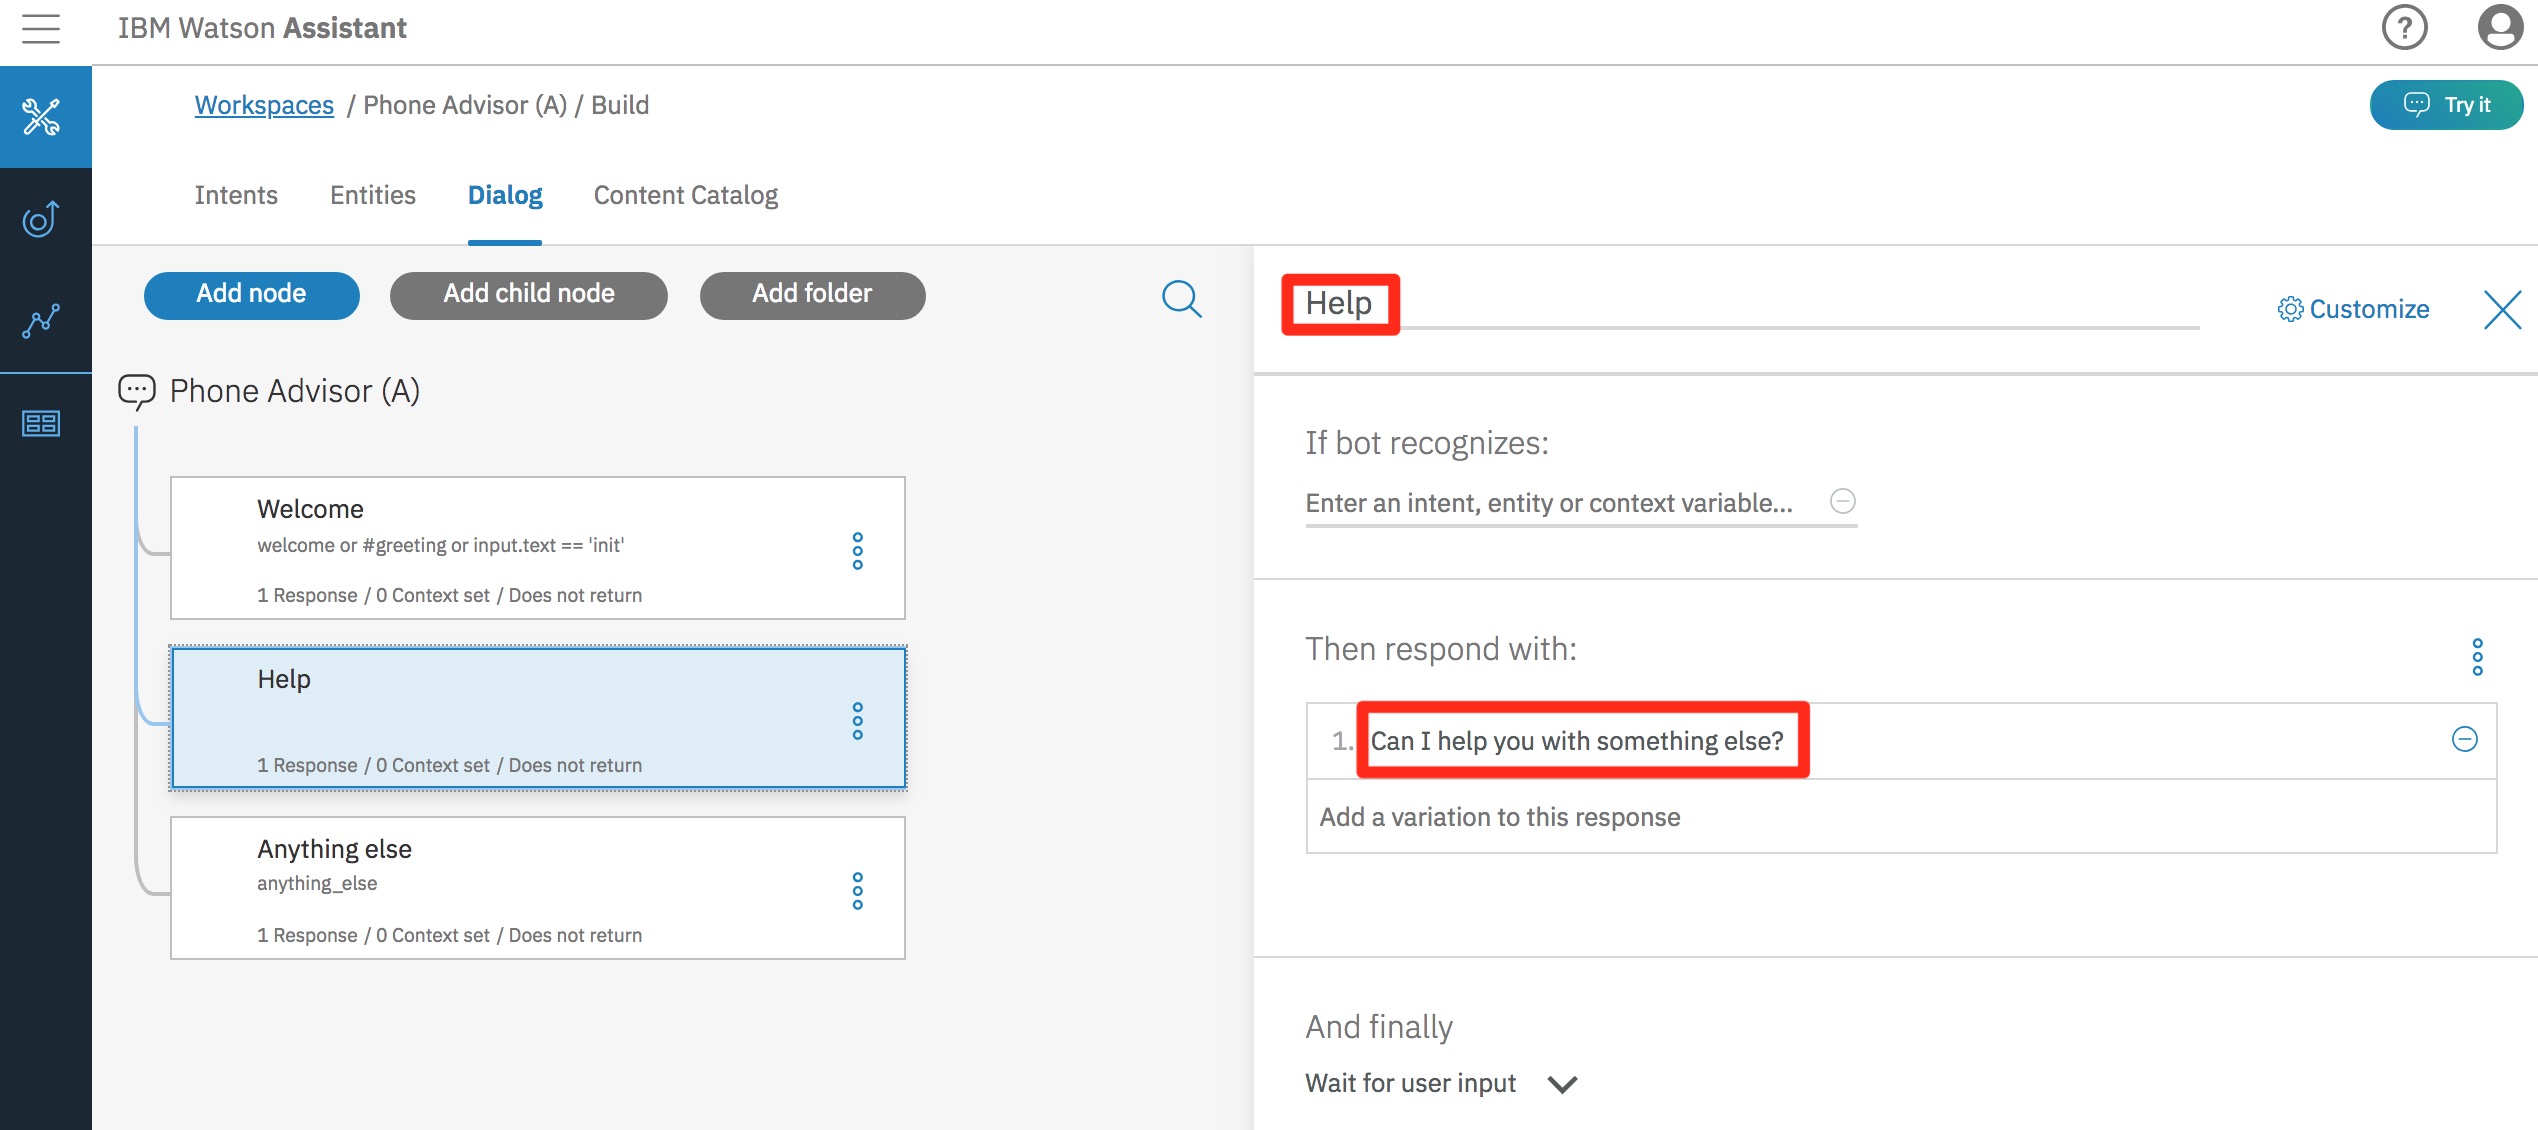 IBM Watson Assistant
?
Workspaces / Phone Advisor (A) / Build
Try it
Intents
Entities
Dialog
Content Catalog
Add node
Add child node
Add folder
Phone Advisor (A)
Welcome
welcome or #greeting or input.text == 'init'
1 Response / 0 Context set / Does not return
Help
1 Response / 0 Context set / Does not return
Anything else
anything_else
1 Response / 0 Context set / Does not return
Help
Customize
If bot recognizes:
Enter an intent, entity or context variable...
Then respond with:
1. Can I help you with something else?
Add a variation to this response
And finally
Wait for user input